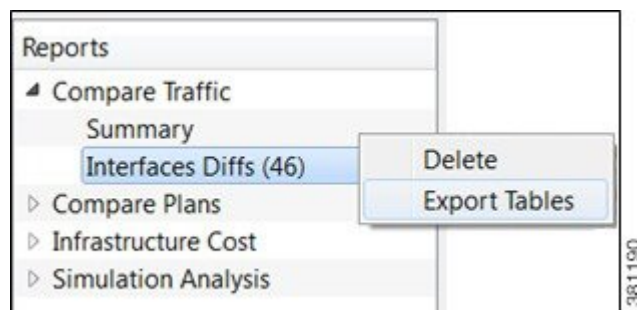 Reports
Compare Traffic
Summary
Interfaces Diffs (46)
Delete
Export Tables
Compare Plans
Infrastructure Cost
Simulation Analysis
381190